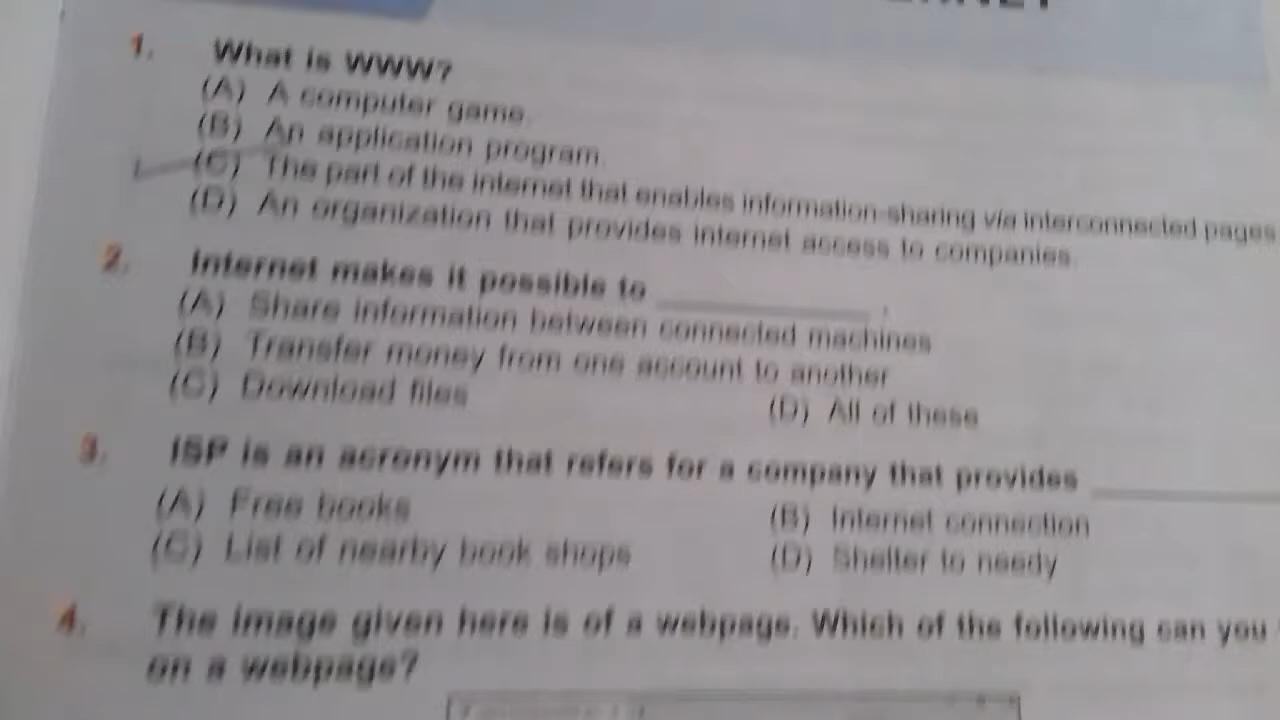 1. What is WWW?
(A) A computer game.
(B) An application program.
(C) The part of the internet that enables information-sharing via interconnected pages
(D) An organization that provides internet access to companies.
2. Internet makes it possible to __________.
(A) Share information between connected machines
(B) Transfer money from one account to another
(C) Download files (D) All of these
3. ISP is an acronym that refers for a company that provides __________
(A) Free books (B) Internet connection
(C) List of nearby book shops (D) Shelter to needy
4. The image given here is of a webpage. Which of the following can you
on a webpage?